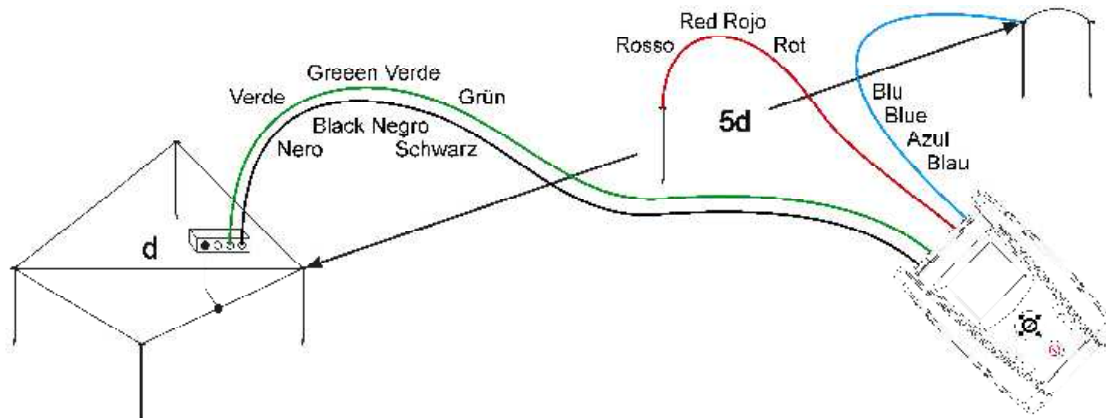 Red Rojo
Rosso
Rot
Greeen Verde
Verde
Grün
Black Negro
Nero
Schwarz
Blu
Blue
Azul
Blau
5d
d